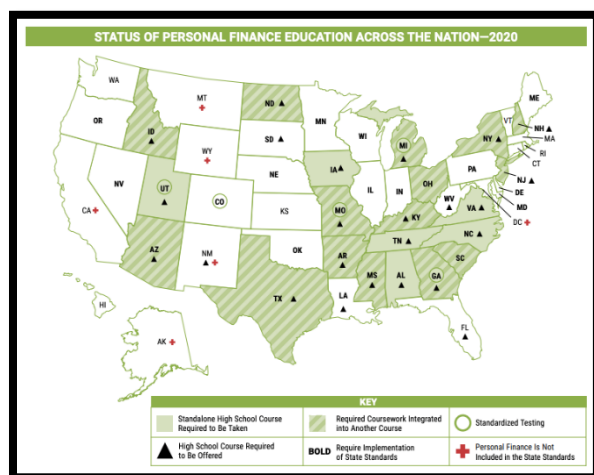 STATUS OF PERSONAL FINANCE EDUCATION ACROSS THE NATION—2020
WA
MT
ND
MN
ME
OR
ID
SD
WI
MI
NY
VT
NH
MA
RI
CT
WY
IA
NE
PA
NJ
NV
UT
CO
IL
IN
OH
DE
MD
WV
VA
DC
CA
KS
MO
KY
NC
TN
AZ
NM
OK
AR
SC
MS
AL
GA
TX
LA
FL
HI
AK
KEY
Standalone High School Course
Required to Be Taken
Required Coursework Integrated
into Another Course
Standardized Testing
High School Course Required
to Be Offered
BOLD Require Implementation
of State Standards
Personal Finance Is Not
Included in the State Standards